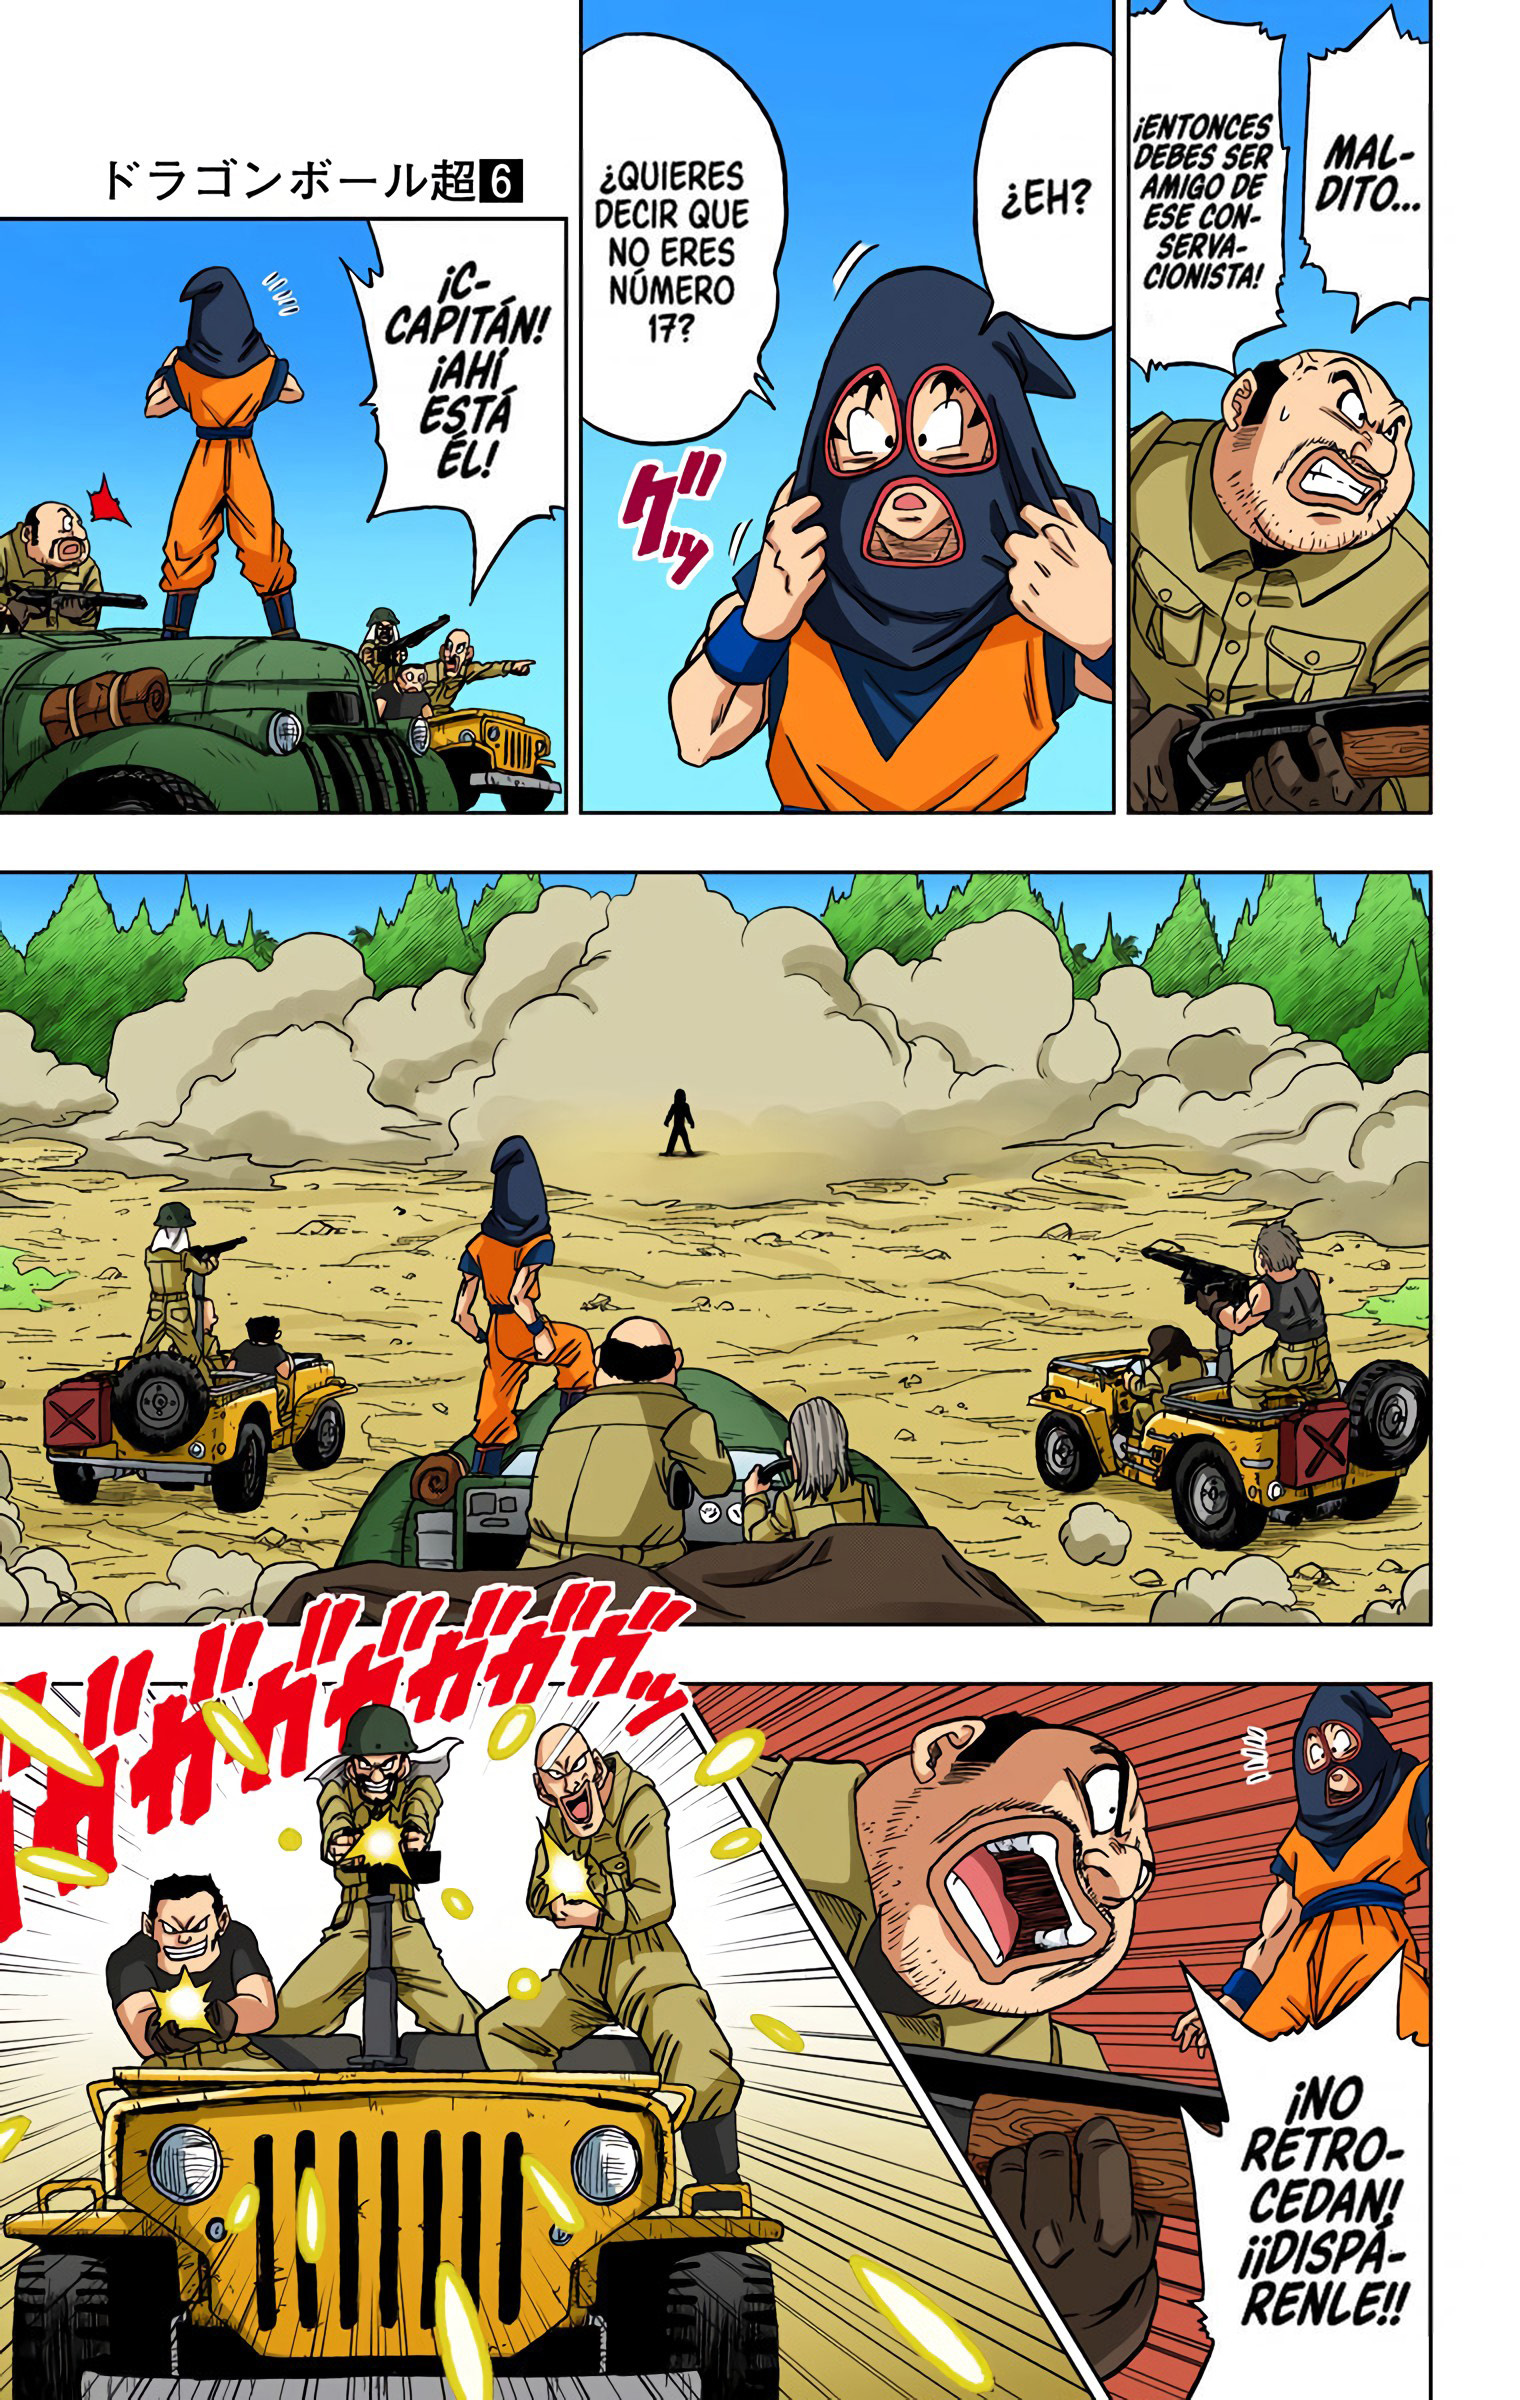 MAL-
DITO...
¡ENTONCES
DEBES SER
AMIGO DE
ESE CON-
SERVA-
CIONISTA!
¿EH?
¿QUIERES
DECIR QUE
NO ERES
NÚMERO
17?
グッ
ドラゴンボール超6
¡C-
CAPITÁN!
¡AHÍ
ESTÁ
ÉL!
¡NO
RETRO-
CEDAN!
¡¡DISPÁ-
RENLE!!
ガガガガガガガガッ